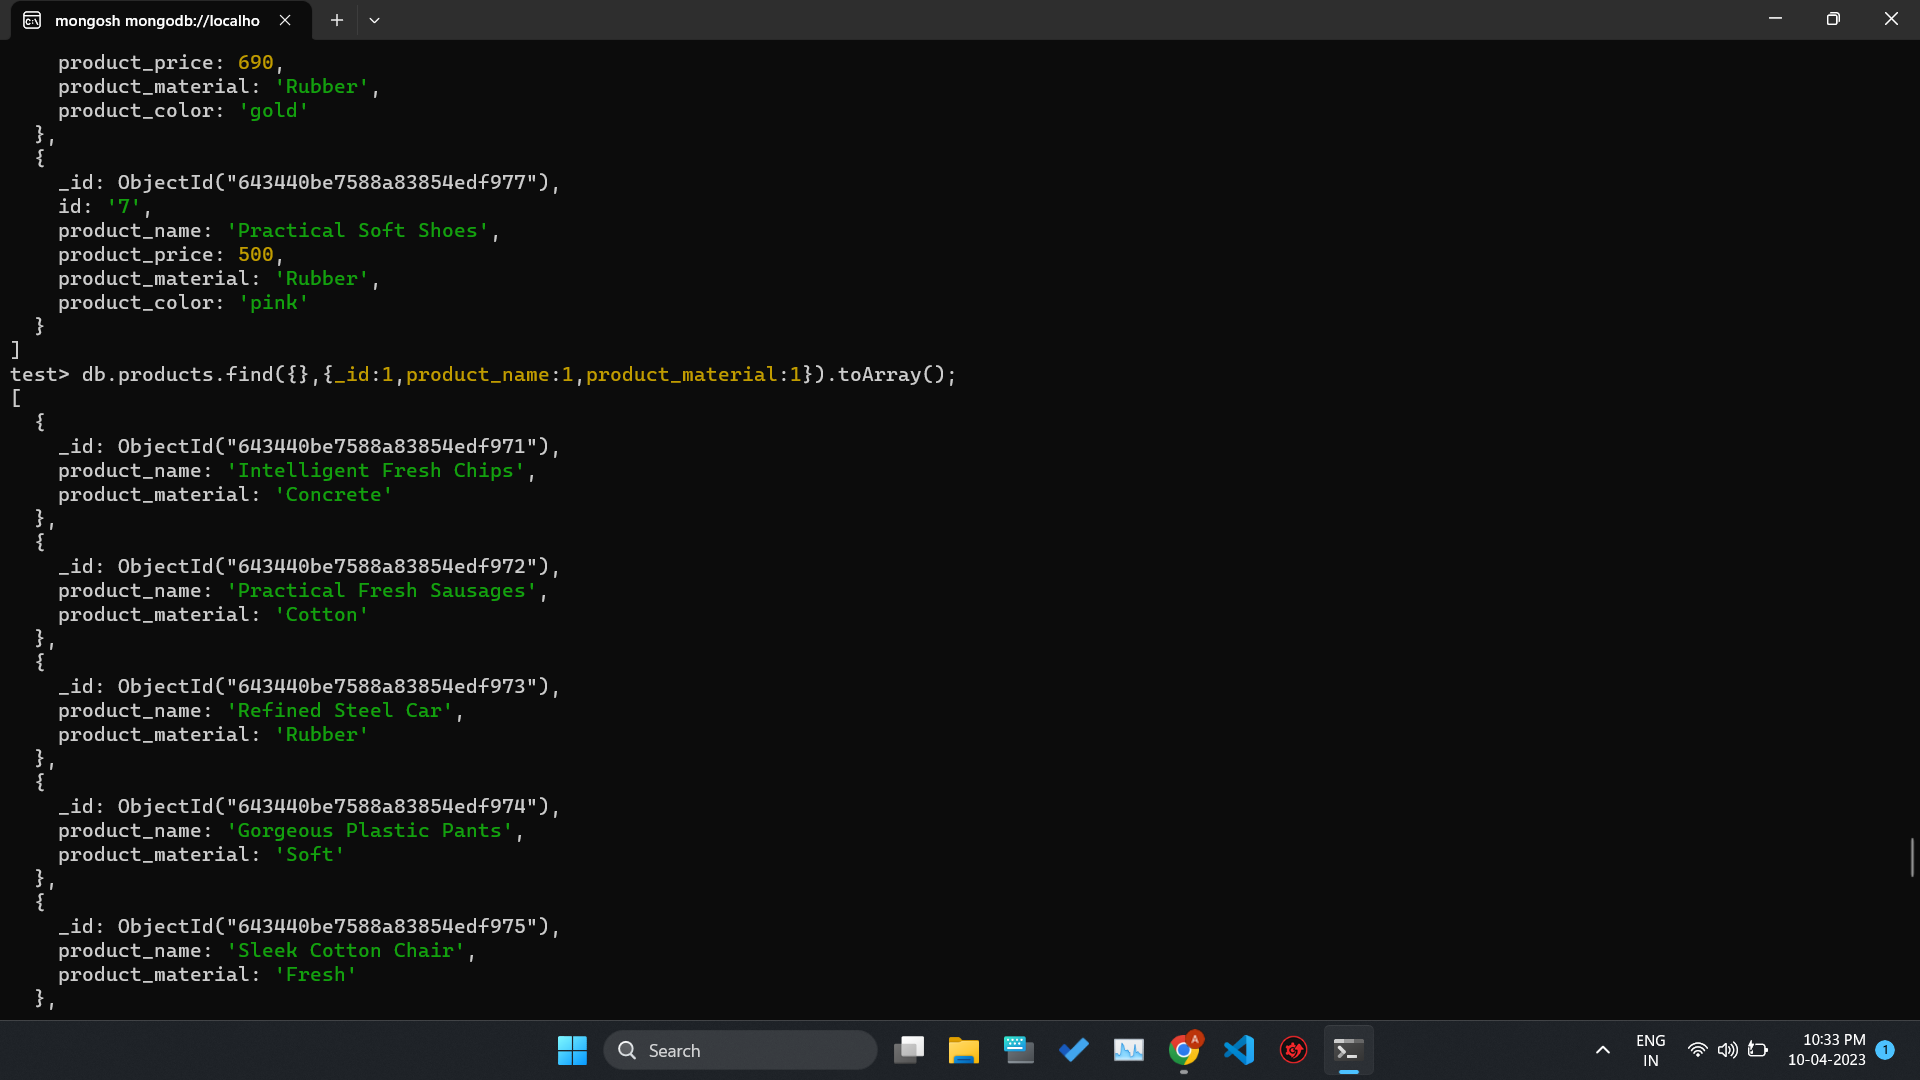 mongosh mongodb://localho
product_price: 690,
product_material: 'Rubber',
product_color: 'gold'
},
{
_id: ObjectId("643440be7588a83854edf977"),
id: '7',
product_name: 'Practical Soft Shoes',
product_price: 500,
product_material: 'Rubber',
product_color: 'pink'
}
]
test> db.products.find({},{_id:1,product_name:1,product_material:1}).toArray();
[
{
_id: ObjectId("643440be7588a83854edf971"),
product_name: 'Intelligent Fresh Chips',
product_material: 'Concrete'
},
{
_id: ObjectId("643440be7588a83854edf972"),
product_name: 'Practical Fresh Sausages',
product_material: 'Cotton'
},
{
_id: ObjectId("643440be7588a83854edf973"),
product_name: 'Refined Steel Car',
product_material: 'Rubber'
},
{
_id: ObjectId("643440be7588a83854edf974"),
product_name: 'Gorgeous Plastic Pants',
product_material: 'Soft'
},
{
_id: ObjectId("643440be7588a83854edf975"),
product_name: 'Sleek Cotton Chair',
product_material: 'Fresh'
},
Search
A
ENG
IN
10:33 PM
10-04-2023
1